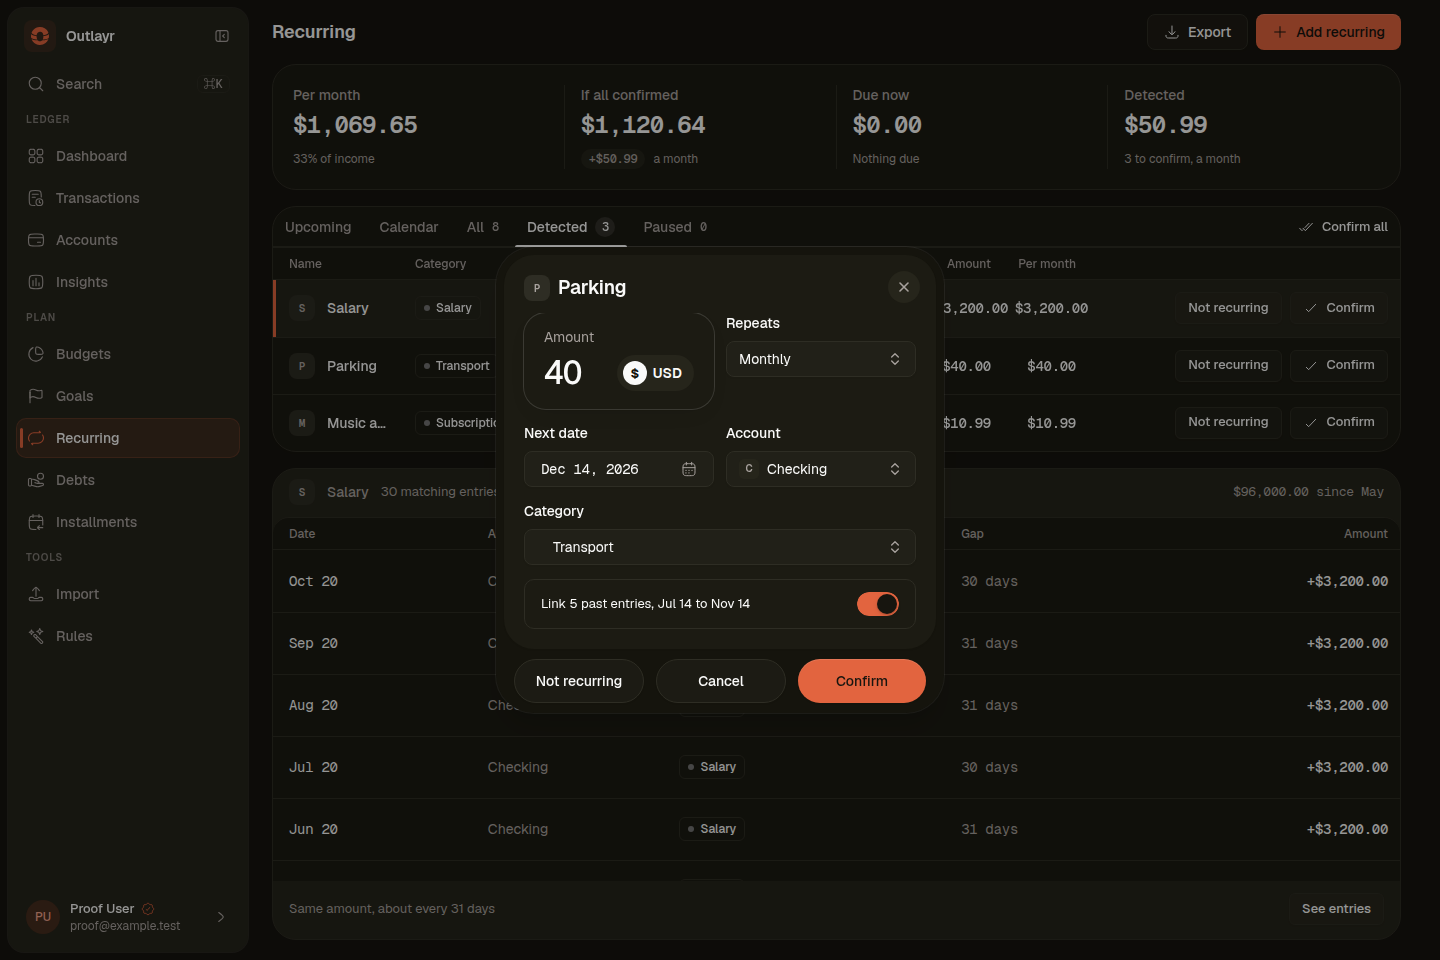 Outlayr
Search ⌘K
LEDGER
Dashboard
Transactions
Accounts
Insights
PLAN
Budgets
Goals
Recurring
Debts
Installments
TOOLS
Import
Rules
PU Proof User
proof@example.test
Recurring
Export
Add recurring
Per month
$1,069.65
33% of income
If all confirmed
$1,120.64
+$50.99 a month
Due now
$0.00
Nothing due
Detected
$50.99
3 to confirm, a month
Upcoming Calendar All 8 Detected 3 Paused 0 Confirm all
Name Category Amount Per month
S Salary Salary 3,200.00 $3,200.00 Not recurring Confirm
P Parking Transport $40.00 $40.00 Not recurring Confirm
M Music a… Subscriptio $10.99 $10.99 Not recurring Confirm
P Parking
Amount
40 $ USD
Repeats
Monthly
Next date
Dec 14, 2026
Account
C Checking
Category
Transport
Link 5 past entries, Jul 14 to Nov 14
Not recurring Cancel Confirm
S Salary 30 matching entries $96,000.00 since May
Date A Gap Amount
Oct 20 C 30 days +$3,200.00
Sep 20 C 31 days +$3,200.00
Aug 20 Chec 31 days +$3,200.00
Jul 20 Checking Salary 30 days +$3,200.00
Jun 20 Checking Salary 31 days +$3,200.00
Same amount, about every 31 days See entries